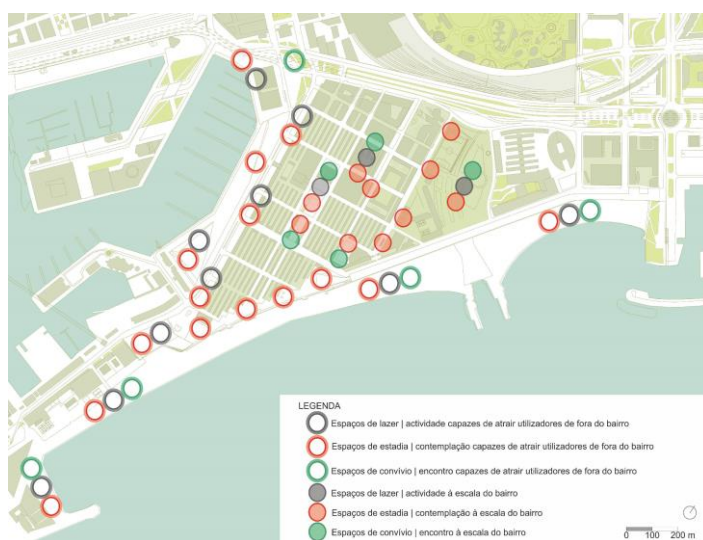 LEGENDA
Espaços de lazer | actividade capazes de atrair utilizadores de fora do bairro
Espaços de estadia | contemplação capazes de atrair utilizadores de fora do bairro
Espaços de convívio | encontro capazes de atrair utilizadores de fora do bairro
Espaços de lazer | actividade á escala do bairro
Espaços de estadia | contemplação á escala do bairro
Espaços de convívio | encontro à escala do bairro
0 100 200 m